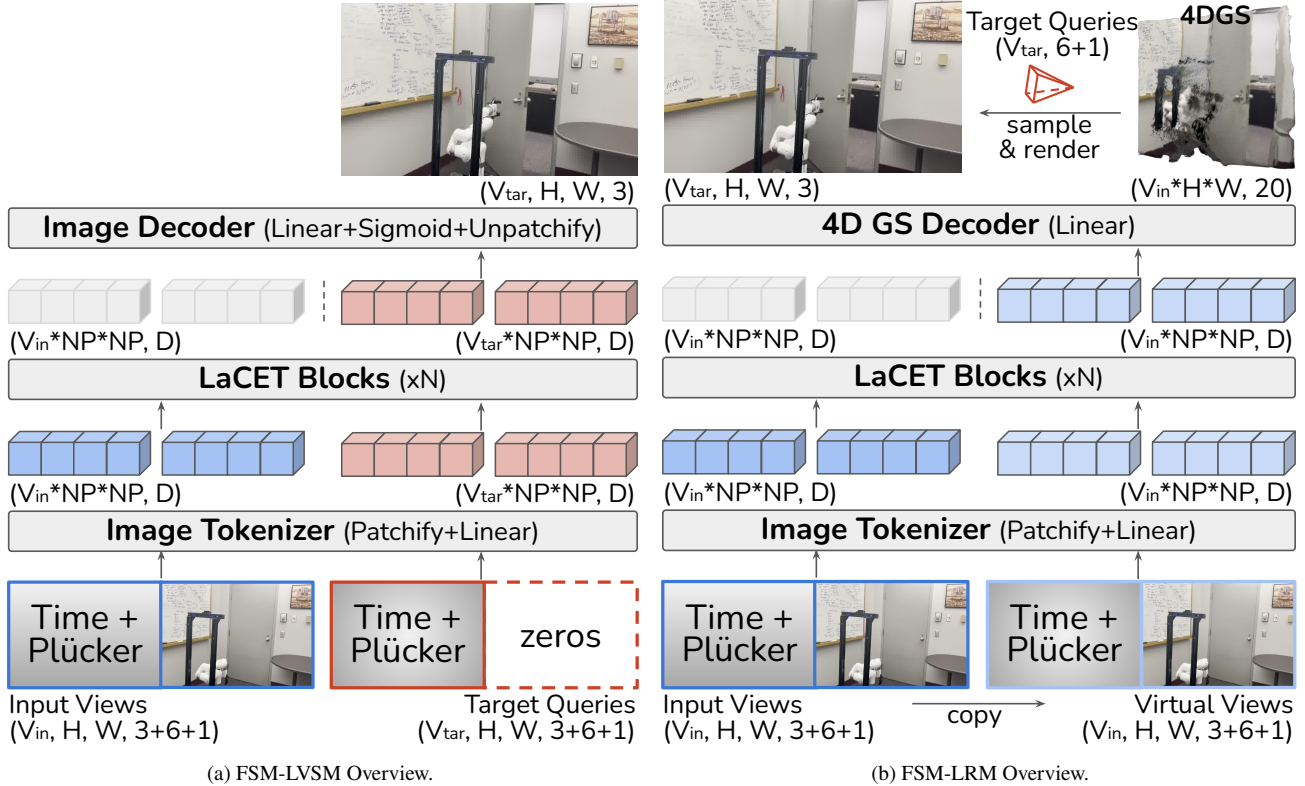 (Vtar, H, W, 3)
Image Decoder (Linear+Sigmoid+Unpatchify)
(Vin*NP*NP, D)
(Vtar*NP*NP, D)
LaCET Blocks (xN)
(Vin*NP*NP, D)
(Vtar*NP*NP, D)
Image Tokenizer (Patchify+Linear)
Time +
Plücker
Time +
Plücker
zeros
Input Views
(Vin, H, W, 3+6+1)
Target Queries
(Vtar, H, W, 3+6+1)
(a) FSM-LVSM Overview.
Target Queries
(Vtar, 6+1)
4DGS
sample
& render
(Vtar, H, W, 3)
(Vin*H*W, 20)
4D GS Decoder (Linear)
(Vin*NP*NP, D)
(Vin*NP*NP, D)
LaCET Blocks (xN)
(Vin*NP*NP, D)
(Vin*NP*NP, D)
Image Tokenizer (Patchify+Linear)
Time +
Plücker
Time +
Plücker
Input Views
(Vin, H, W, 3+6+1)
copy
Virtual Views
(Vin, H, W, 3+6+1)
(b) FSM-LRM Overview.